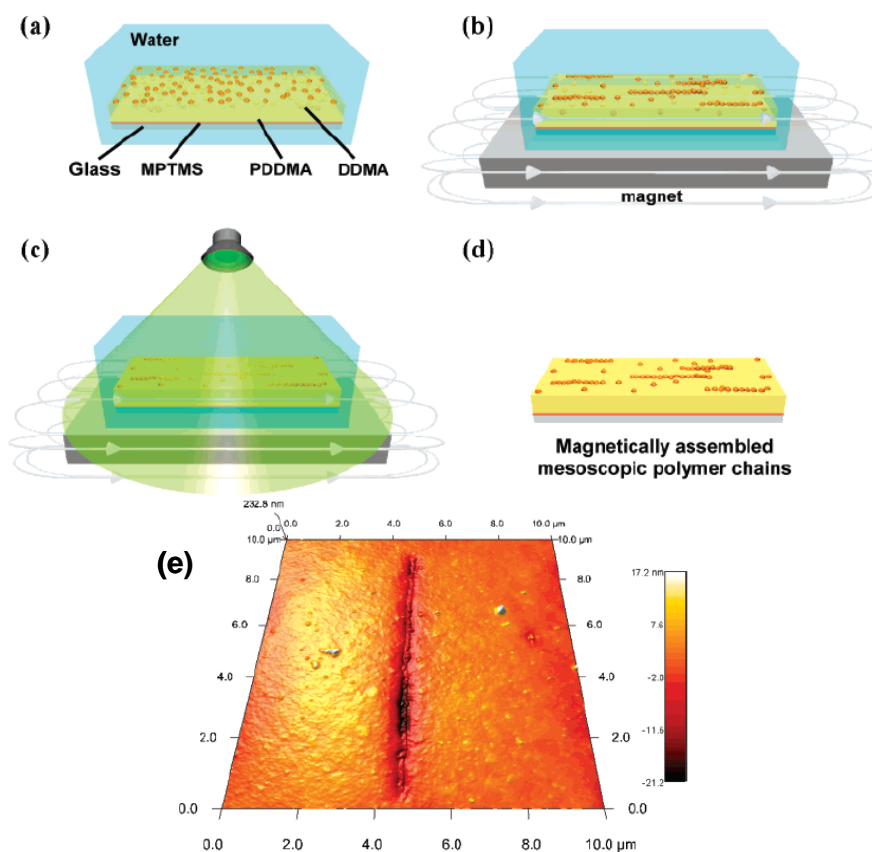 (a)
Water
Glass MPTMS PDDMA DDMA
(b)
magnet
(c)
(d)
Magnetically assembled
mesoscopic polymer chains
(e)
232.8 nm
0.0
0.0 2.0 4.0 6.0 8.0 10.0 µm
10.0 µm
10.0 µm
8.0
8.0
6.0
6.0
4.0
4.0
2.0
2.0
0.0
0.0
0.0 2.0 4.0 6.0 8.0 10.0 µm
17.2 nm
7.6
-2.0
-11.6
-21.2